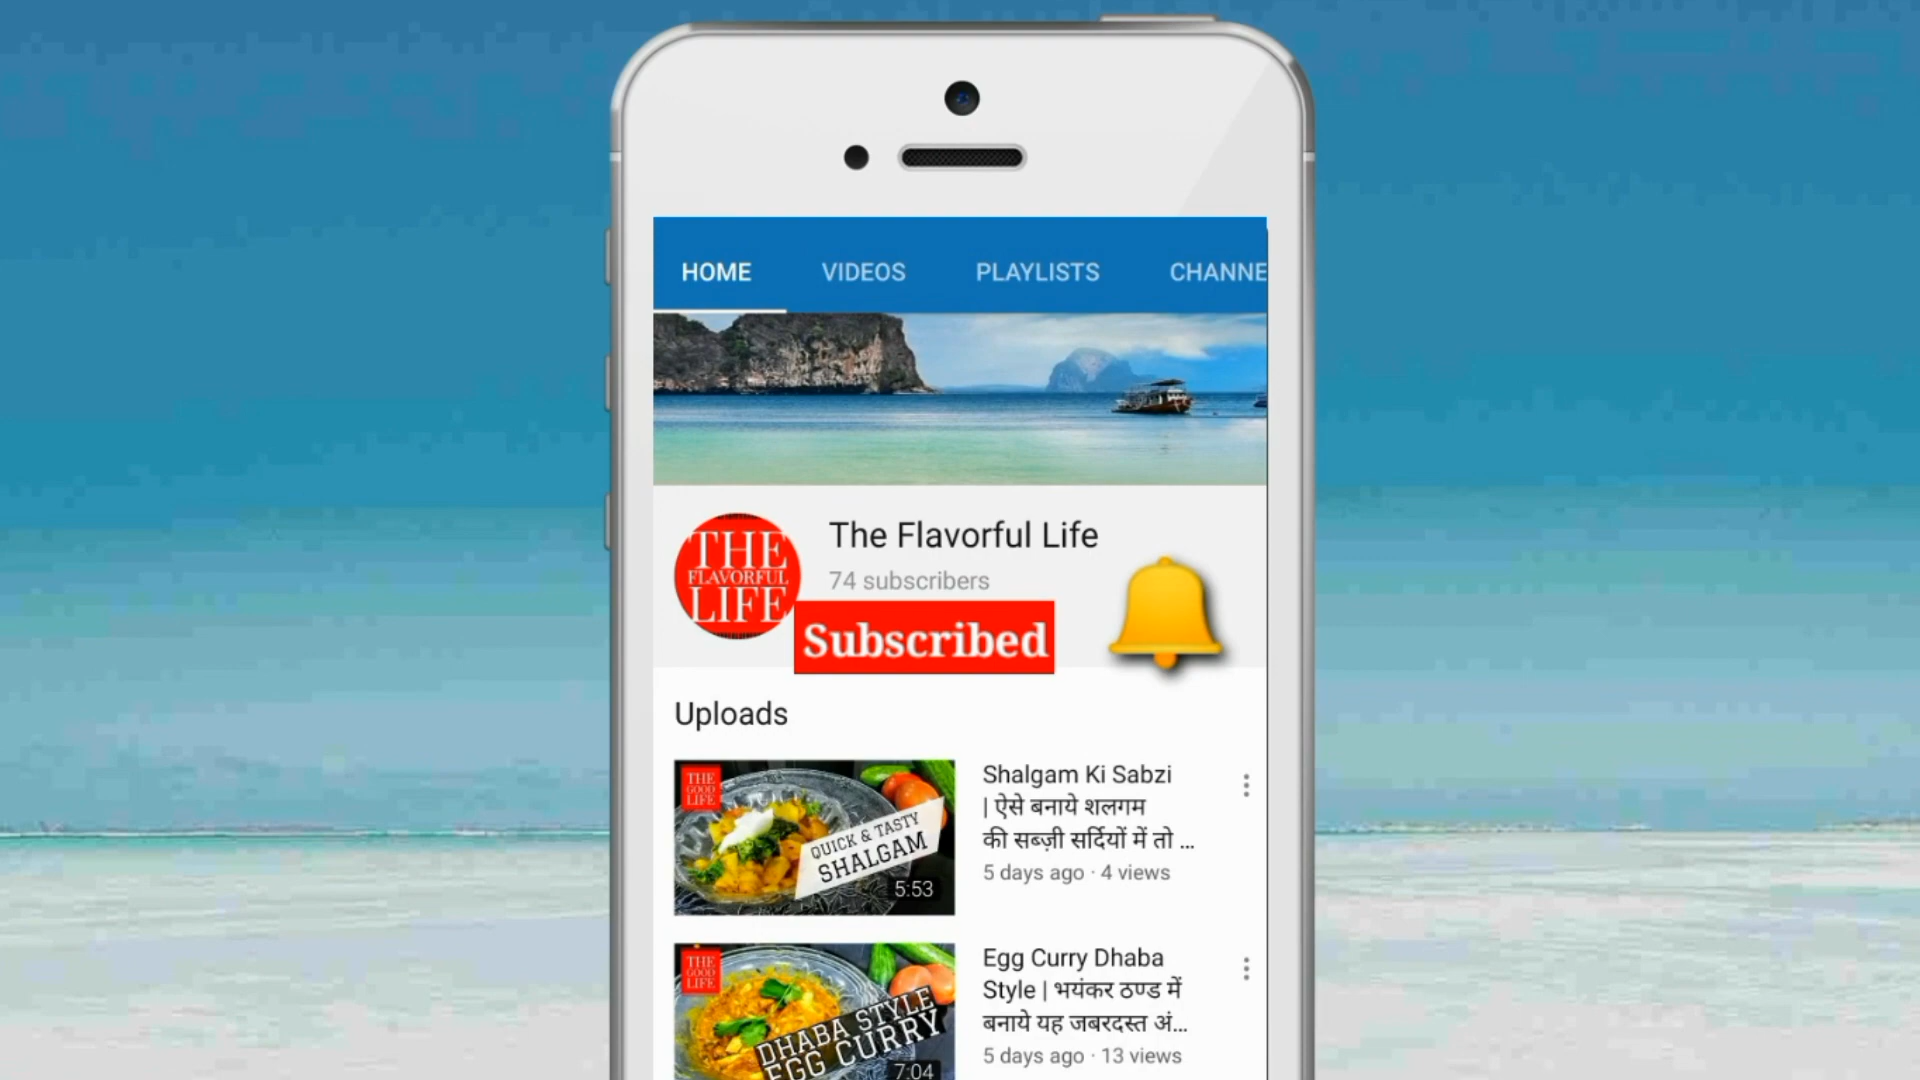 HOME VIDEOS PLAYLISTS CHANNE
THE
FLAVORFUL
LIFE
The Flavorful Life
74 subscribers
Subscribed
Uploads
THE
GOOD
LIFE
QUICK & TASTY
SHALGAM
5:53
Shalgam Ki Sabzi
| ऐसे बनाये शलगम
की सब्ज़ी सर्दियों में तो ...
5 days ago · 4 views
THE
GOOD
LIFE
DHABA STYLE
EGG CURRY
7:04
Egg Curry Dhaba
Style | भयंकर ठण्ड में
बनाये यह जबरदस्त अं...
5 days ago · 13 views